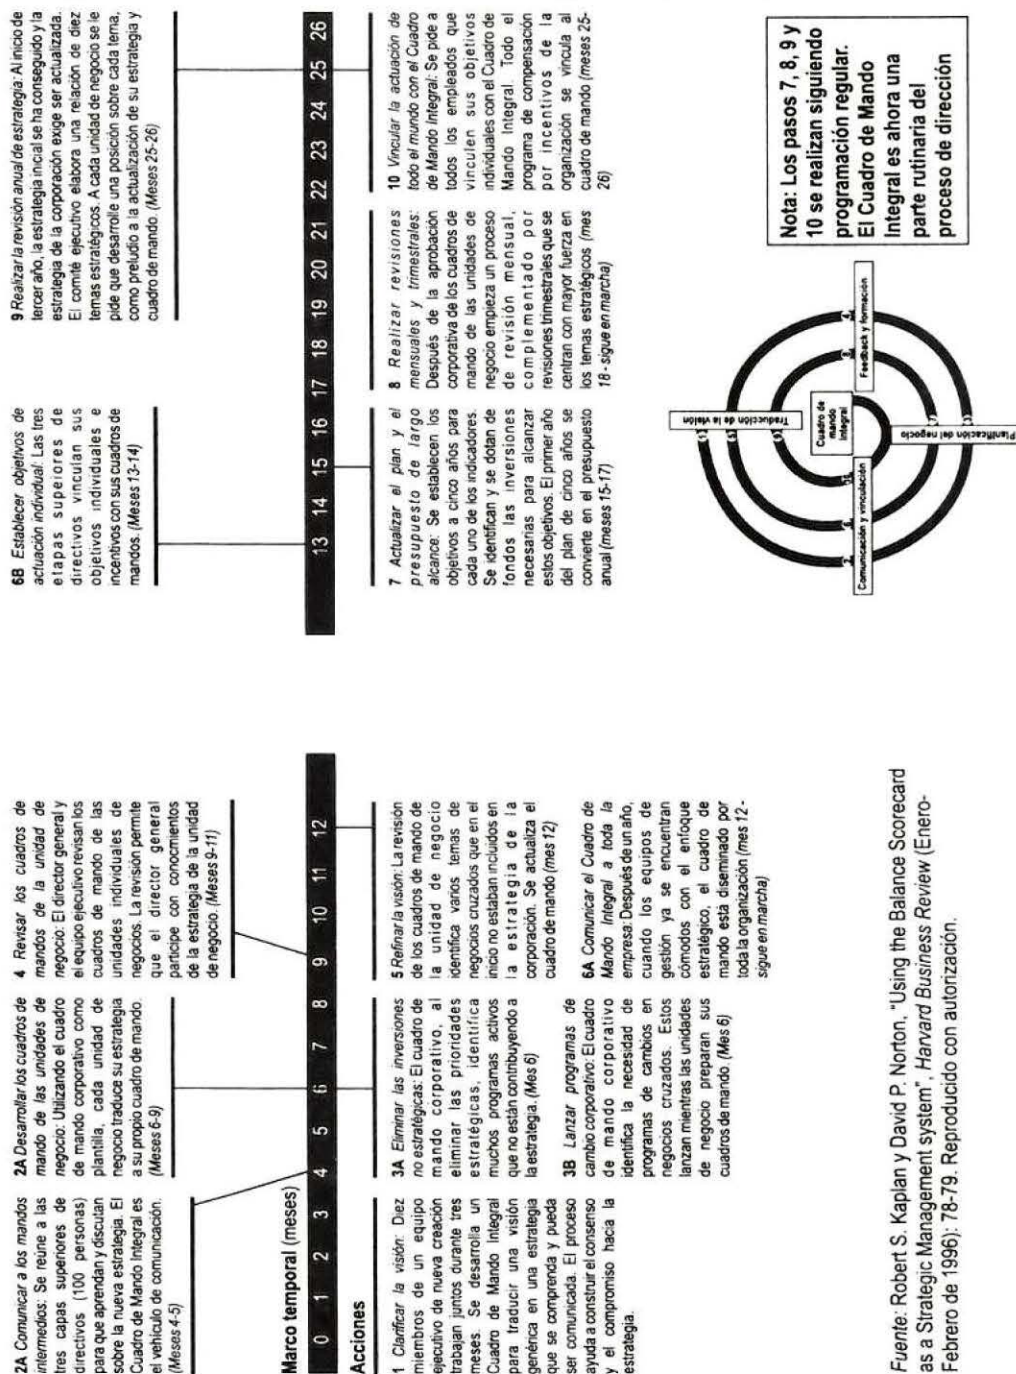 2A Comunicar a los mandos
intermedios: Se reúne a las
tres capas superiores de
directivos (100 personas)
para que aprendan y discutan
sobre la nueva estrategia. El
Cuadro de Mando Integral es
el vehículo de comunicación.
(Meses 4-5)
2A Desarrollar los cuadros de
mando de las unidades de
negocio: Utilizando el cuadro
de mando corporativo como
plantilla, cada unidad de
negocio traduce su estrategia
a su propio cuadro de mando.
(Meses 6-9)
4 Revisar los cuadros de
mandos de la unidad de
negocio: El director general y
el equipo ejecutivo revisan los
cuadros de mando de las
unidades individuales de
negocios. La revisión permite
que el director general
participe con conocmientos
de la estrategia de la unidad
de negocio. (Meses 9-11)
6B Establecer objetivos de
actuación individual: Las tres
etapas supeiores de
directivos vinculan sus
objetivos individuales e
incentivos con sus cuadros de
mandos. (Meses 13-14)
9 Realizar la revisión anual de estrategia: Al inicio de
tercer año, la estrategia inicial se ha conseguido y la
estrategia de la corporación exige ser actualizada.
El comité ejecutivo elabora una relación de diez
temas estratégicos. A cada unidad de negocio se le
pide que desarrolle una posición sobre cada tema,
como preludio a la actualización de su estrategia y
cuadro de mando. (Meses 25-26)
Marco temporal (meses)
0 1 2 3 4 5 6 7 8 9 10 11 12
13 14 15 16 17 18 19 20 21 22 23 24 25 26
Acciones
1 Clarificar la visión: Diez
miembros de un equipo
ejecutivo de nueva creación
trabajan juntos durante tres
meses. Se desarrolla un
Cuadro de Mando Integral
para traducir una visión
genérica en una estrategia
que se comprenda y pueda
ser comunicada. El proceso
ayuda a construir el consenso
y el compromiso hacia la
estrategia.
3A Eliminar las inversiones
no estratégicas: El cuadro de
mando corporativo, al
eliminar las prioridades
estratégicas, identifica
muchos programas activos
que no están contribuyendo a
la estrategia. (Mes 6)
3B Lanzar programas de
cambio corporativo: El cuadro
de mando corporativo
identifica la necesidad de
programas de cambios en
negocios cruzados. Estos
lanzan mientras las unidades
de negocio preparan sus
cuadros de mando. (Mes 6)
5 Refinar la visión: La revisión
de los cuadros de mando de
la unidad de negocio
identifica varios temas de
negocios cruzados que en el
inicio no estaban incluidos en
la estrategia de la
corporación. Se actualiza el
cuadro de mando (mes 12)
6A Comunicar el Cuadro de
Mando Integral a toda la
empresa: Después de un año,
cuando los equipos de
gestión ya se encuentran
cómodos con el enfoque
estratégico, el cuadro de
mando está diseminado por
toda la organización (mes 12 -
sigue en marcha)
7 Actualizar el plan y el
presupuesto de largo
alcance: Se establecen los
objetivos a cinco años para
cada uno de los indicadores.
Se identifican y se dotan de
fondos las inversiones
necesarias para alcanzar
estos objetivos. El primer año
del plan de cinco años se
convierte en el presupuesto
anual (meses 15-17)
8 Realizar revisiones
mensuales y trimestrales:
Después de la aprobación
corporativa de los cuadros de
mando de las unidades de
negocio empieza un proceso
de revisión mensual,
complementado por
revisiones trimestrales que se
centran con mayor fuerza en
los temas estratégicos (mes
18 - sigue en marcha)
10 Vincular la actuación de
todo el mundo con el Cuadro
de Mando Integral: Se pide a
todos los empleados que
vinculen sus objetivos
individuales con el Cuadro de
Mando Integral. Todo el
programa de compensación
por incentivos de la
organización se vincula al
cuadro de mando (meses 25-
26)
Traducción de la visión
Comunicación y vinculación
Cuadro de
mando
integral
Feedback y formación
Planificación del negocio
Nota: Los pasos 7, 8, 9 y
10 se realizan siguiendo
programación regular.
El Cuadro de Mando
Integral es ahora una
parte rutinaria del
proceso de dirección
Fuente: Robert S. Kaplan y David P. Norton, "Using the Balance Scorecard
as a Strategic Management system", Harvard Business Review (Enero-
Febrero de 1996): 78-79. Reproducido con autorización.